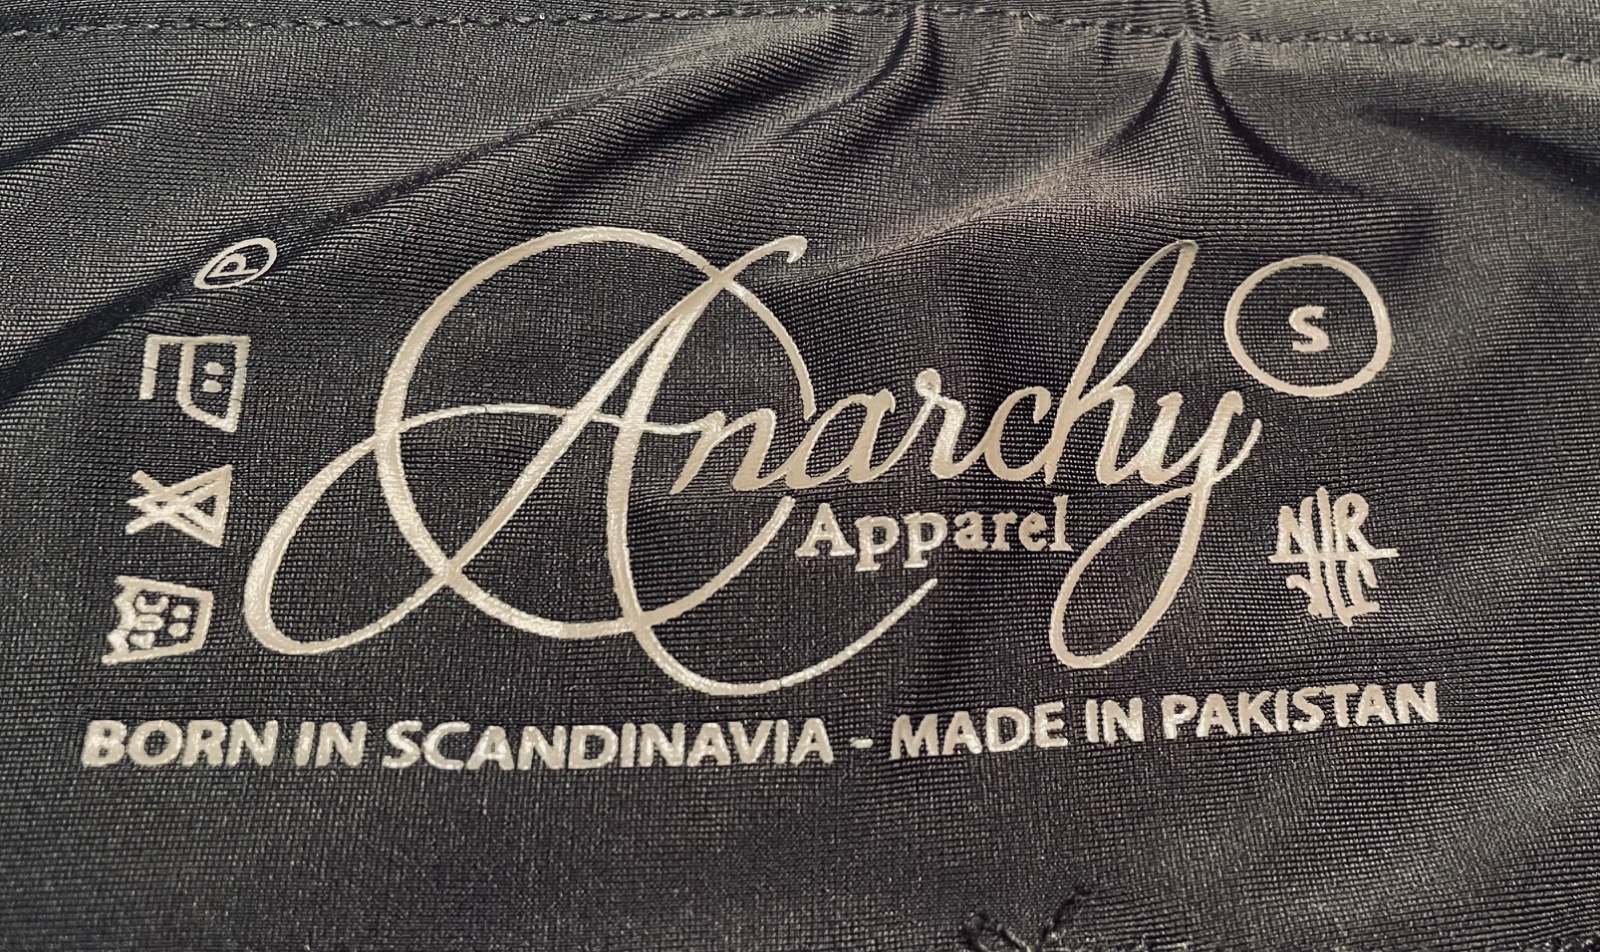 P
Anarchy
Apparel
S
BORN IN SCANDINAVIA - MADE IN PAKISTAN